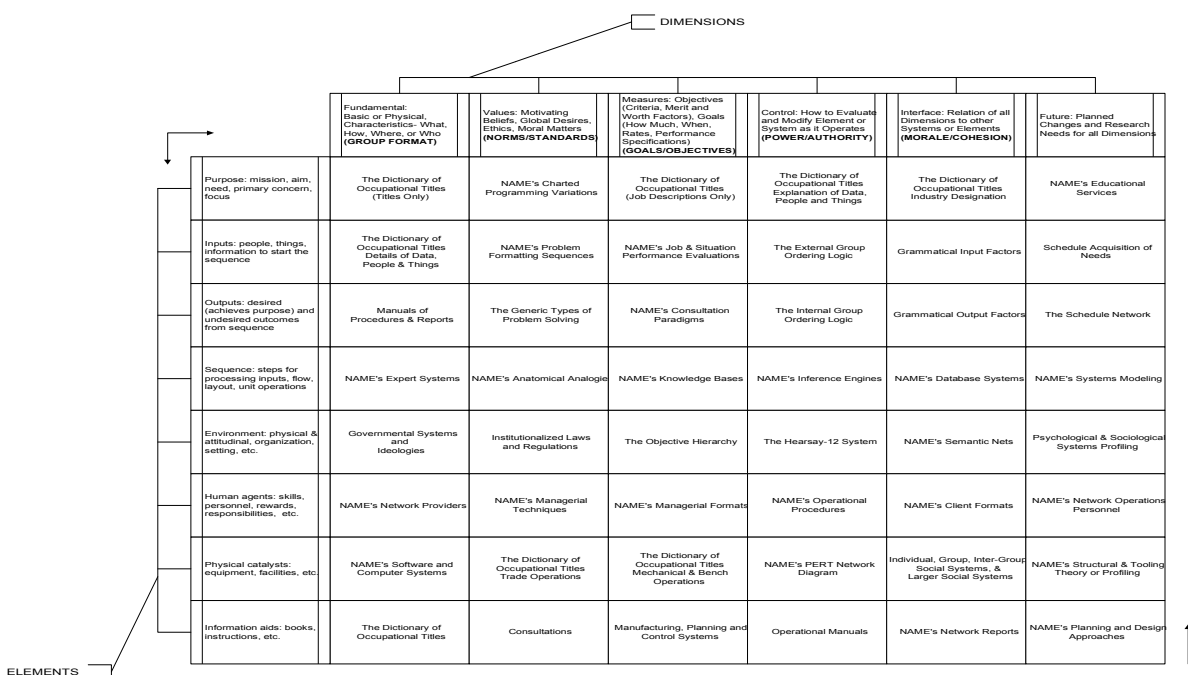 DIMENSIONS
Fundamental:
Basic or Physical,
Characteristics- What,
How, Where, or Who
(GROUP FORMAT)
Values: Motivating
Beliefs, Global Desires,
Ethics, Moral Matters
(NORMS/STANDARDS)
Measures: Objectives
(Criteria, Merit and
Worth Factors), Goals
(How Much, When,
Rates, Performance
Specifications)
(GOALS/OBJECTIVES)
Control: How to Evaluate
and Modify Element or
System as it Operates
(POWER/AUTHORITY)
Interface: Relation of all
Dimensions to other
Systems or Elements
(MORALE/COHESION)
Future: Planned
Changes and Research
Needs for all Dimensions
Purpose: mission, aim,
need, primary concern,
focus
The Dictionary of
Occupational Titles
(Titles Only)
NAME's Charted
Programming Variations
The Dictionary of
Occupational Titles
(Job Descriptions Only)
The Dictionary of
Occupational Titles
Explanation of Data,
People and Things
The Dictionary of
Occupational Titles
Industry Designation
NAME's Educational
Services
Inputs: people, things,
information to start the
sequence
The Dictionary of
Occupational Titles
Details of Data,
People & Things
NAME's Problem
Formatting Sequences
NAME's Job & Situation
Performance Evaluations
The External Group
Ordering Logic
Grammatical Input Factors
Schedule Acquisition of
Needs
Outputs: desired
(achieves purpose) and
undesired outcomes
from sequence
Manuals of
Procedures & Reports
The Generic Types of
Problem Solving
NAME's Consultation
Paradigms
The Internal Group
Ordering Logic
Grammatical Output Factors
The Schedule Network
Sequence: steps for
processing inputs, flow,
layout, unit operations
NAME's Expert Systems
NAME's Anatomical Analogie
NAME's Knowledge Bases
NAME's Inference Engines
NAME's Database Systems
NAME's Systems Modeling
Environment: physical &
attitudinal, organization,
setting, etc.
Governmental Systems
and
Ideologies
Institutionalized Laws
and Regulations
The Objective Hierarchy
The Hearsay-12 System
NAME's Semantic Nets
Psychological & Sociological
Systems Profiling
Human agents: skills,
personnel, rewards,
responsibilities, etc.
NAME's Network Providers
NAME's Managerial
Techniques
NAME's Managerial Formats
NAME's Operational
Procedures
NAME's Client Formats
NAME's Network Operations
Personnel
Physical catalysts:
equipment, facilities, etc.
NAME's Software and
Computer Systems
The Dictionary of
Occupational Titles
Trade Operations
The Dictionary of
Occupational Titles
Mechanical & Bench
Operations
NAME's PERT Network
Diagram
Individual, Group, Inter-Group
Social Systems, &
Larger Social Systems
NAME's Structural & Tooling
Theory or Profiling
Information aids: books,
instructions, etc.
The Dictionary of
Occupational Titles
Consultations
Manufacturing, Planning and
Control Systems
Operational Manuals
NAME's Network Reports
NAME's Planning and Design
Approaches
ELEMENTS